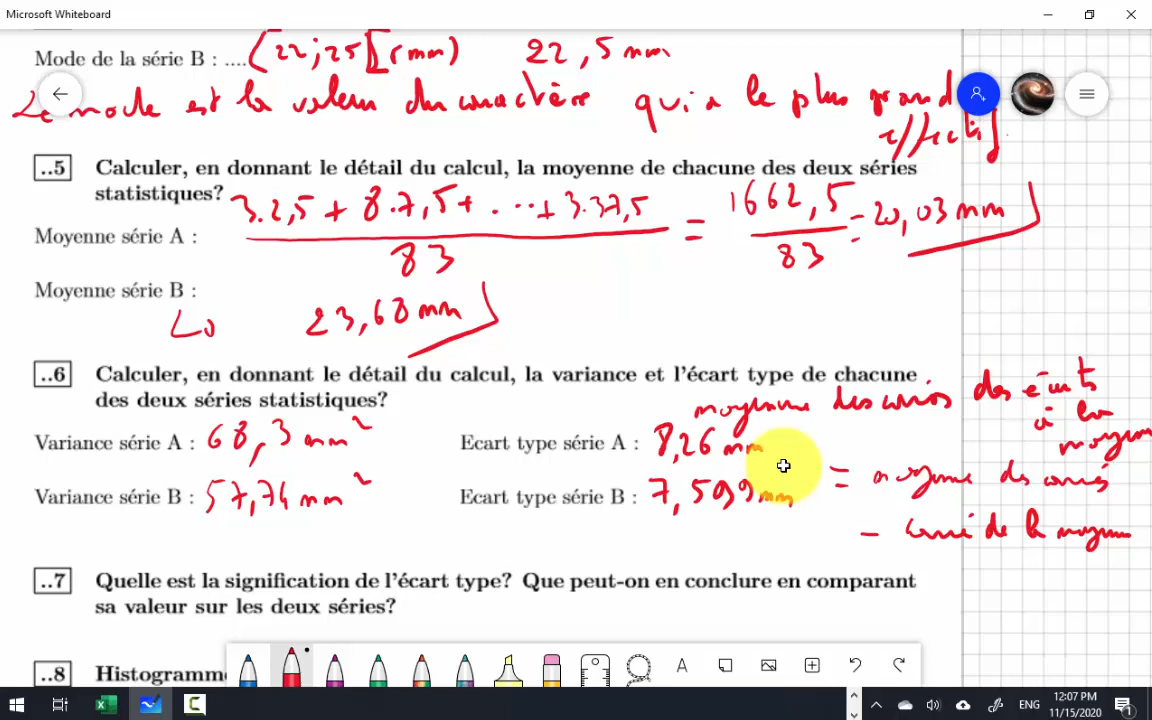 Microsoft Whiteboard
Mode de la série B : .... [22 ; 25[ (mm) 22,5 mm
Le mode est la valeur du caractère qui a le plus grand
effectif.
..5 Calculer, en donnant le détail du calcul, la moyenne de chacune des deux séries
statistiques?
Moyenne série A : 3.2,5 + 8.7,5 + ... + 3.37,5 / 83 = 1662,5 / 83 = 20,03 mm
Moyenne série B :
23,68 mm
..6 Calculer, en donnant le détail du calcul, la variance et l'écart type de chacune
des deux séries statistiques?
moyenne des carrés des écarts
à la
moyenne
Variance série A : 68,3 mm²
Ecart type série A : 8,26 mm
= moyenne des carrés
Variance série B : 57,74 mm²
Ecart type série B : 7,599 mm
- carré de la moyenne
..7 Quelle est la signification de l'écart type? Que peut-on en conclure en comparant
sa valeur sur les deux séries?
..8 Histogramm
A
ENG
12:07 PM
11/15/2020
1